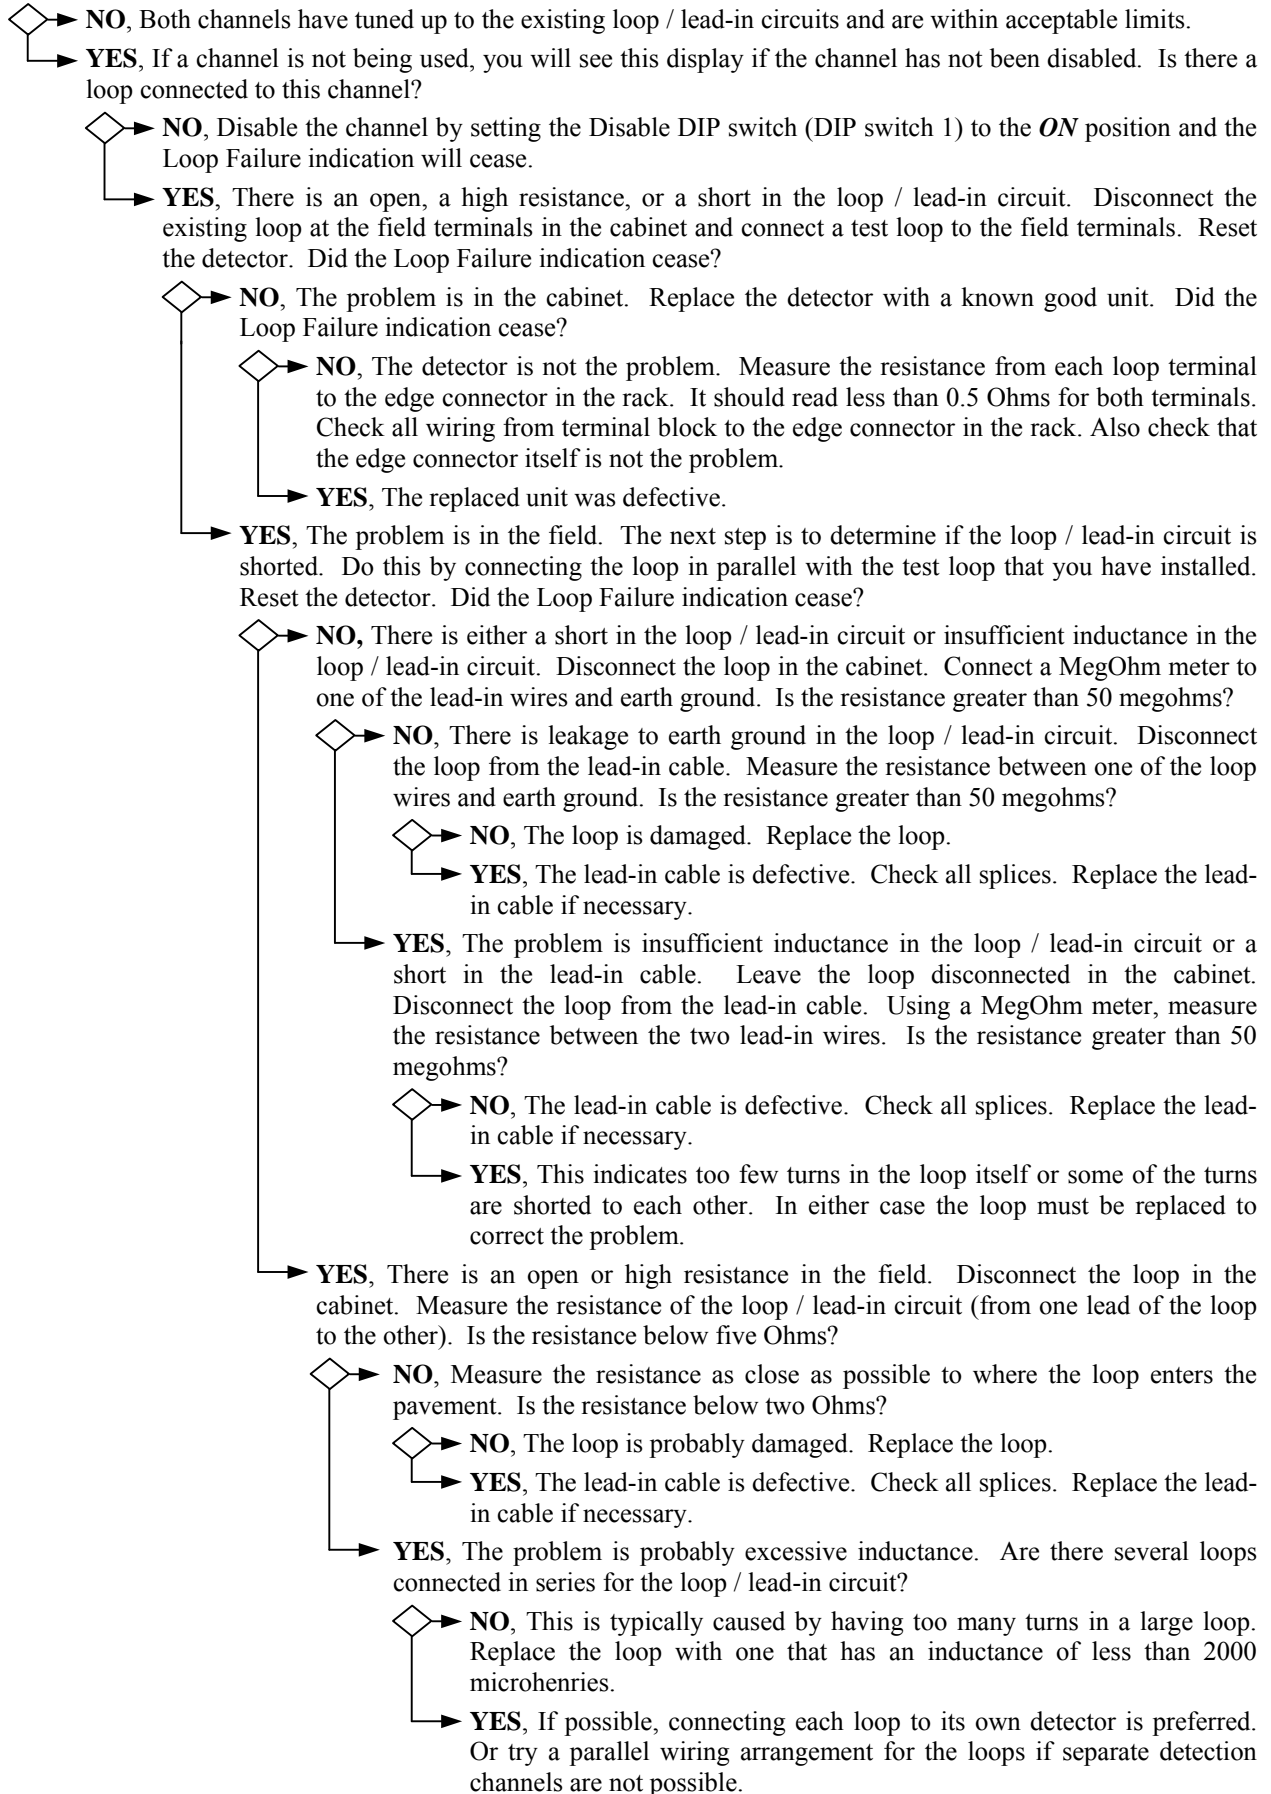 NO, Both channels have tuned up to the existing loop / lead-in circuits and are within acceptable limits.
YES, If a channel is not being used, you will see this display if the channel has not been disabled. Is there a
loop connected to this channel?
NO, Disable the channel by setting the Disable DIP switch (DIP switch 1) to the ON position and the
Loop Failure indication will cease.
YES, There is an open, a high resistance, or a short in the loop / lead-in circuit. Disconnect the
existing loop at the field terminals in the cabinet and connect a test loop to the field terminals. Reset
the detector. Did the Loop Failure indication cease?
NO, The problem is in the cabinet. Replace the detector with a known good unit. Did the
Loop Failure indication cease?
NO, The detector is not the problem. Measure the resistance from each loop terminal
to the edge connector in the rack. It should read less than 0.5 Ohms for both terminals.
Check all wiring from terminal block to the edge connector in the rack. Also check that
the edge connector itself is not the problem.
YES, The replaced unit was defective.
YES, The problem is in the field. The next step is to determine if the loop / lead-in circuit is
shorted. Do this by connecting the loop in parallel with the test loop that you have installed.
Reset the detector. Did the Loop Failure indication cease?
NO, There is either a short in the loop / lead-in circuit or insufficient inductance in the
loop / lead-in circuit. Disconnect the loop in the cabinet. Connect a MegOhm meter to
one of the lead-in wires and earth ground. Is the resistance greater than 50 megohms?
NO, There is leakage to earth ground in the loop / lead-in circuit. Disconnect
the loop from the lead-in cable. Measure the resistance between one of the loop
wires and earth ground. Is the resistance greater than 50 megohms?
NO, The loop is damaged. Replace the loop.
YES, The lead-in cable is defective. Check all splices. Replace the lead-
in cable if necessary.
YES, The problem is insufficient inductance in the loop / lead-in circuit or a
short in the lead-in cable. Leave the loop disconnected in the cabinet.
Disconnect the loop from the lead-in cable. Using a MegOhm meter, measure
the resistance between the two lead-in wires. Is the resistance greater than 50
megohms?
NO, The lead-in cable is defective. Check all splices. Replace the lead-
in cable if necessary.
YES, This indicates too few turns in the loop itself or some of the turns
are shorted to each other. In either case the loop must be replaced to
correct the problem.
YES, There is an open or high resistance in the field. Disconnect the loop in the
cabinet. Measure the resistance of the loop / lead-in circuit (from one lead of the loop
to the other). Is the resistance below five Ohms?
NO, Measure the resistance as close as possible to where the loop enters the
pavement. Is the resistance below two Ohms?
NO, The loop is probably damaged. Replace the loop.
YES, The lead-in cable is defective. Check all splices. Replace the lead-
in cable if necessary.
YES, The problem is probably excessive inductance. Are there several loops
connected in series for the loop / lead-in circuit?
NO, This is typically caused by having too many turns in a large loop.
Replace the loop with one that has an inductance of less than 2000
microhenries.
YES, If possible, connecting each loop to its own detector is preferred.
Or try a parallel wiring arrangement for the loops if separate detection
channels are not possible.